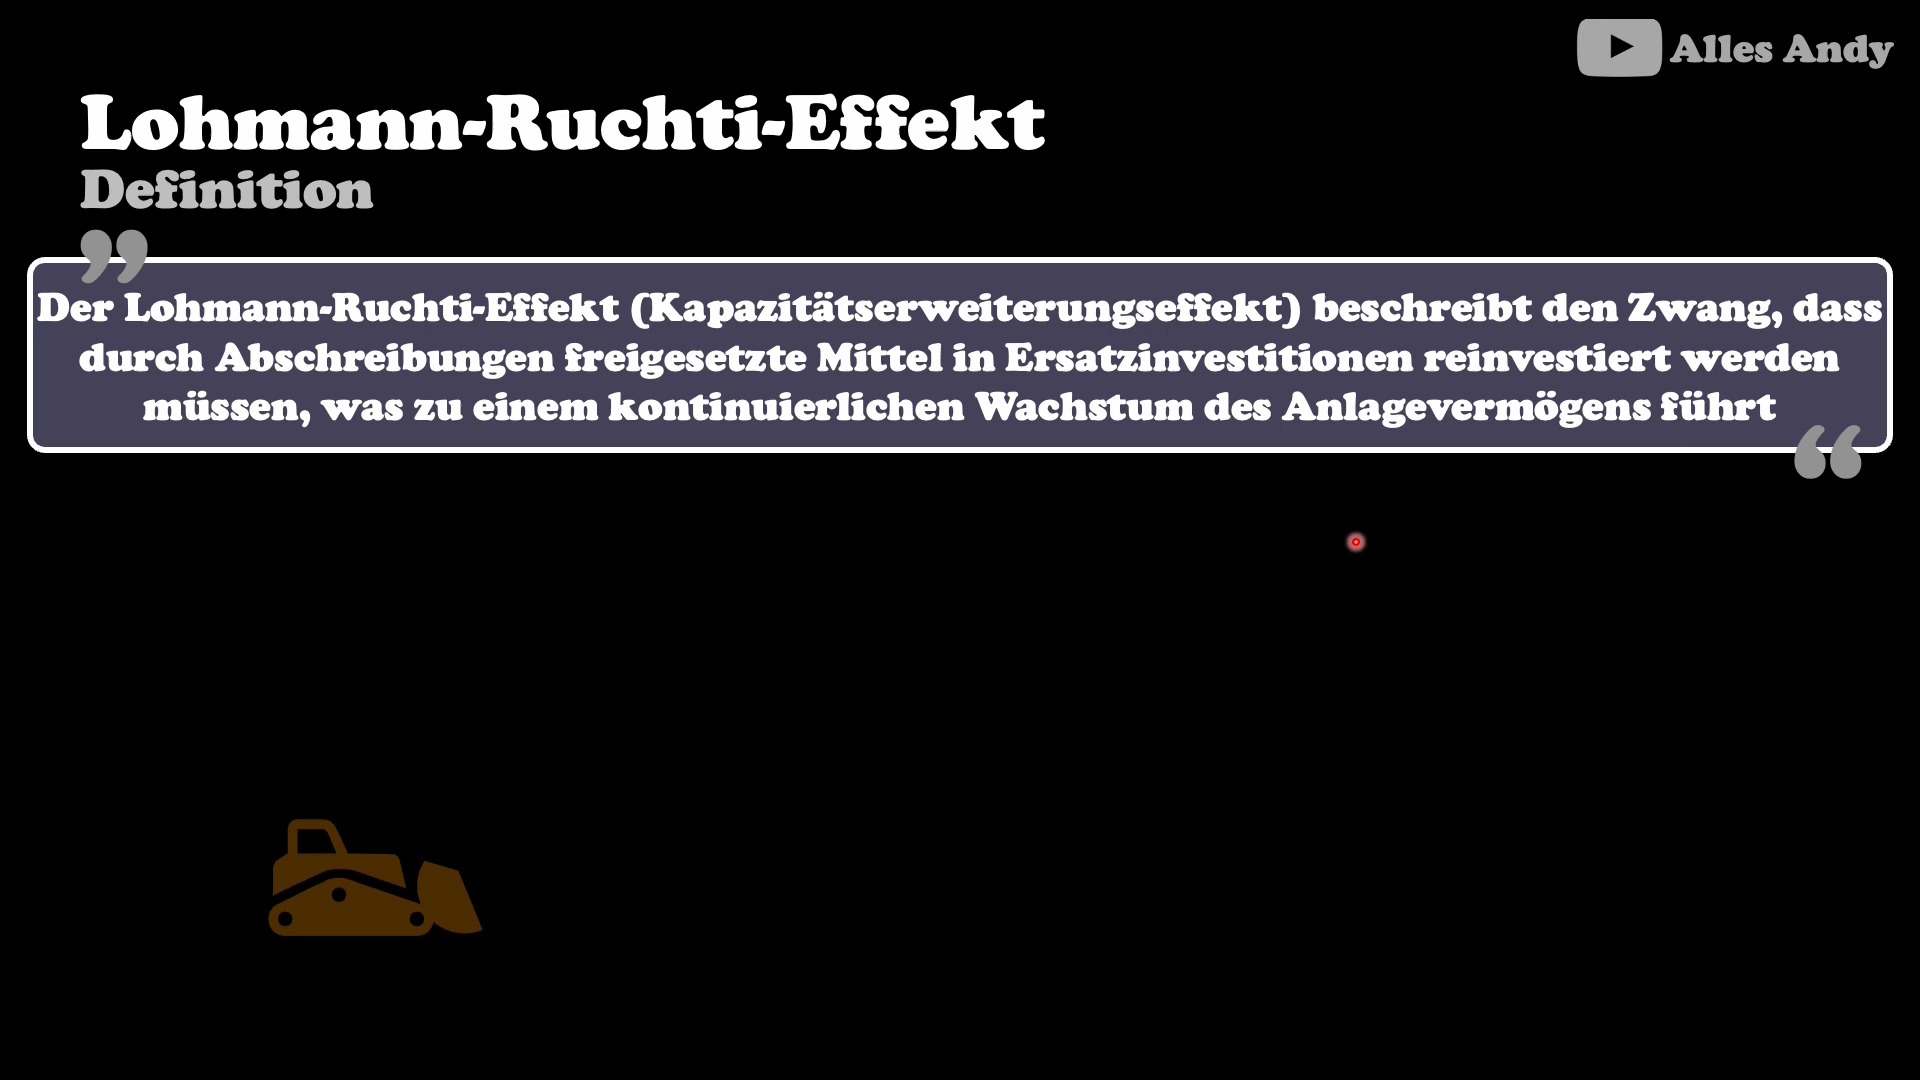 Alles Andy
Lohmann-Ruchti-Effekt
Definition
”
Der Lohmann-Ruchti-Effekt (Kapazitätserweiterungseffekt) beschreibt den Zwang, dass
durch Abschreibungen freigesetzte Mittel in Ersatzinvestitionen reinvestiert werden
müssen, was zu einem kontinuierlichen Wachstum des Anlagevermögens führt
“